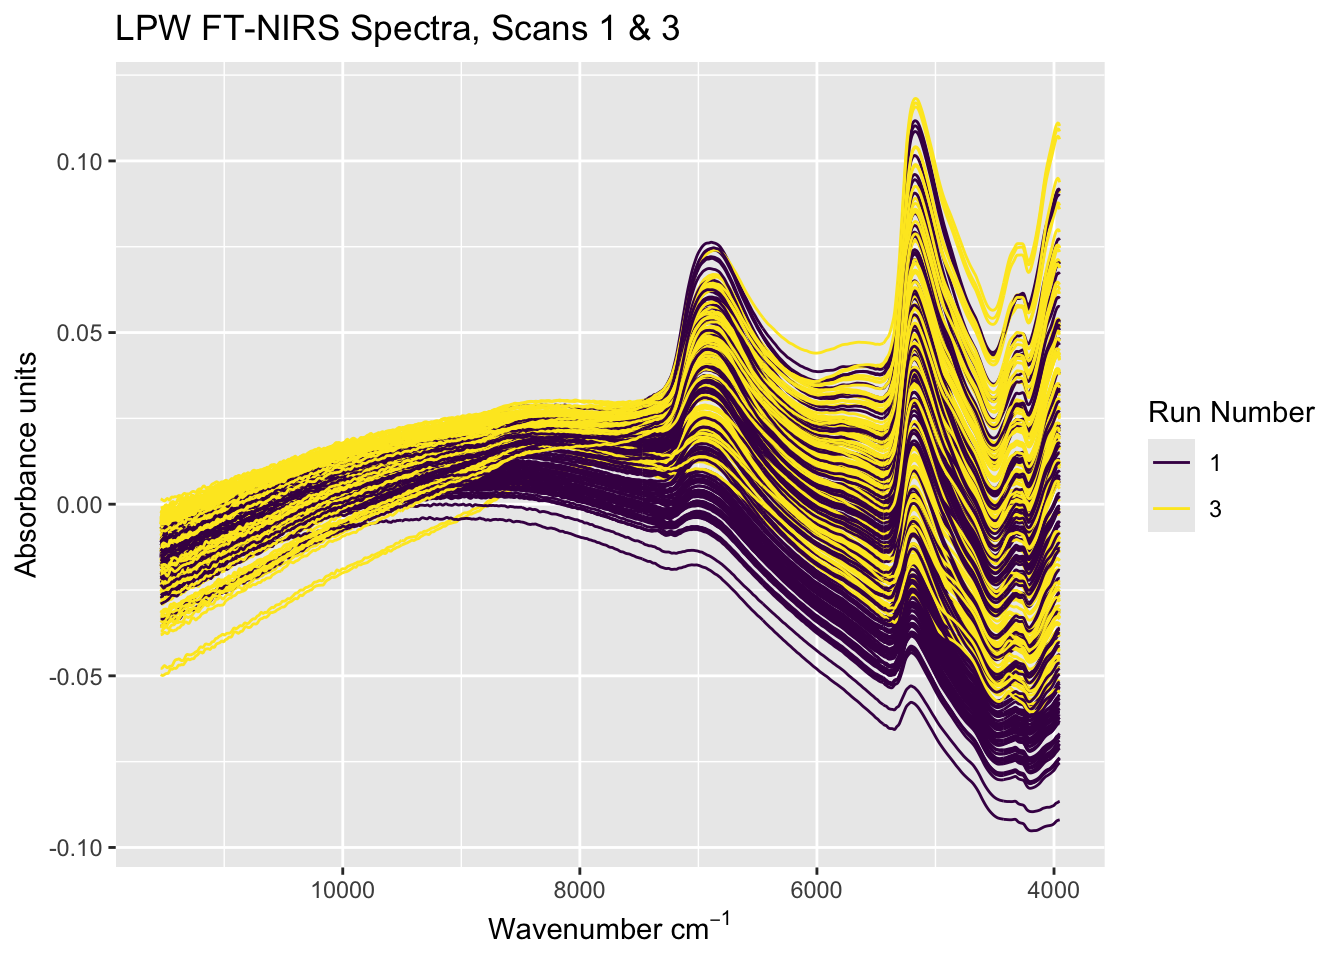 LPW FT-NIRS Spectra, Scans 1 & 3
Absorbance units
0.10
0.05
0.00
-0.05
-0.10
10000
8000
6000
4000
Wavenumber cm⁻¹
Run Number
1
3